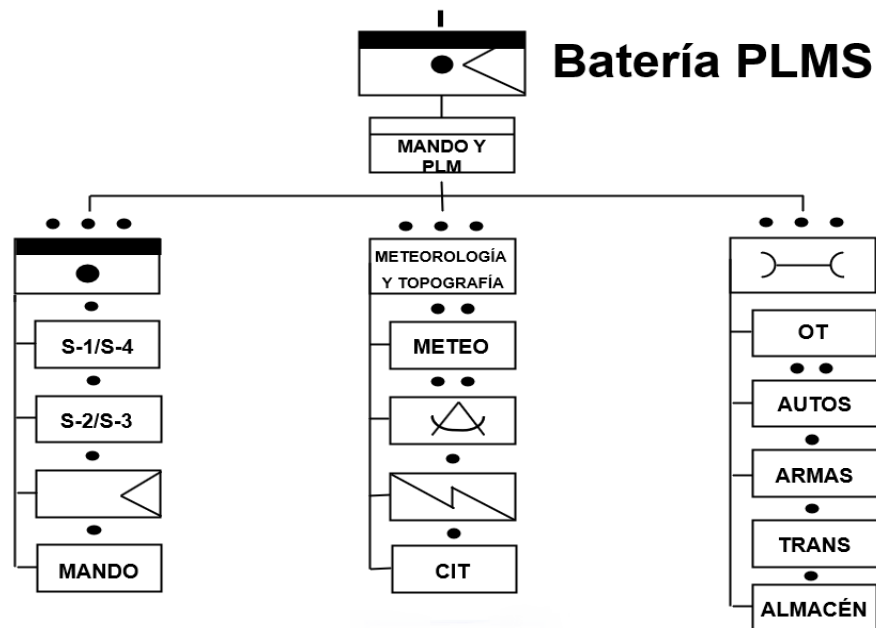 Batería PLMS
MANDO Y
PLM
METEOROLOGÍA
Y TOPOGRAFÍA
S-1/S-4
S-2/S-3
MANDO
METEO
CIT
OT
AUTOS
ARMAS
TRANS
ALMACÉN